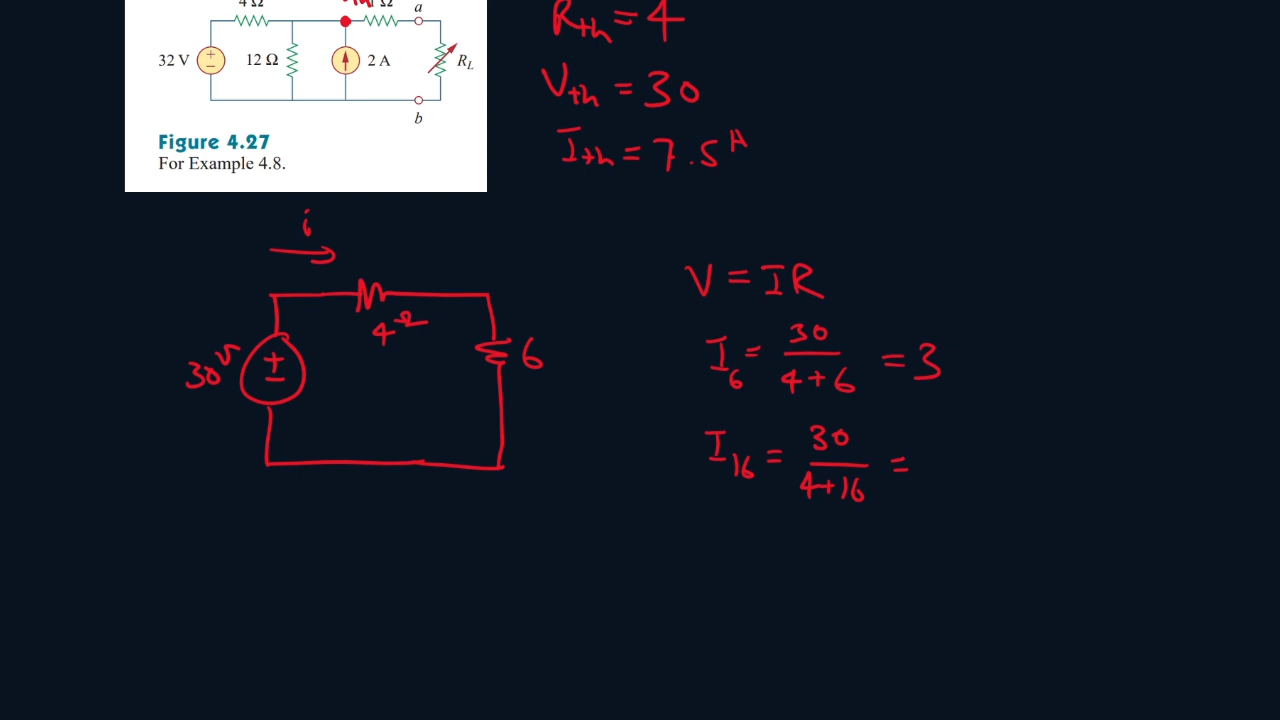 4 Ω
1 Ω
a
32 V
12 Ω
2 A
R_L
b
Figure 4.27
For Example 4.8.
R_th = 4
V_th = 30
I_th = 7.5 A
i
30 V
+
−
4 Ω
6
V = IR
I_6 = 30 / (4+6) = 3
I_16 = 30 / (4+16) =